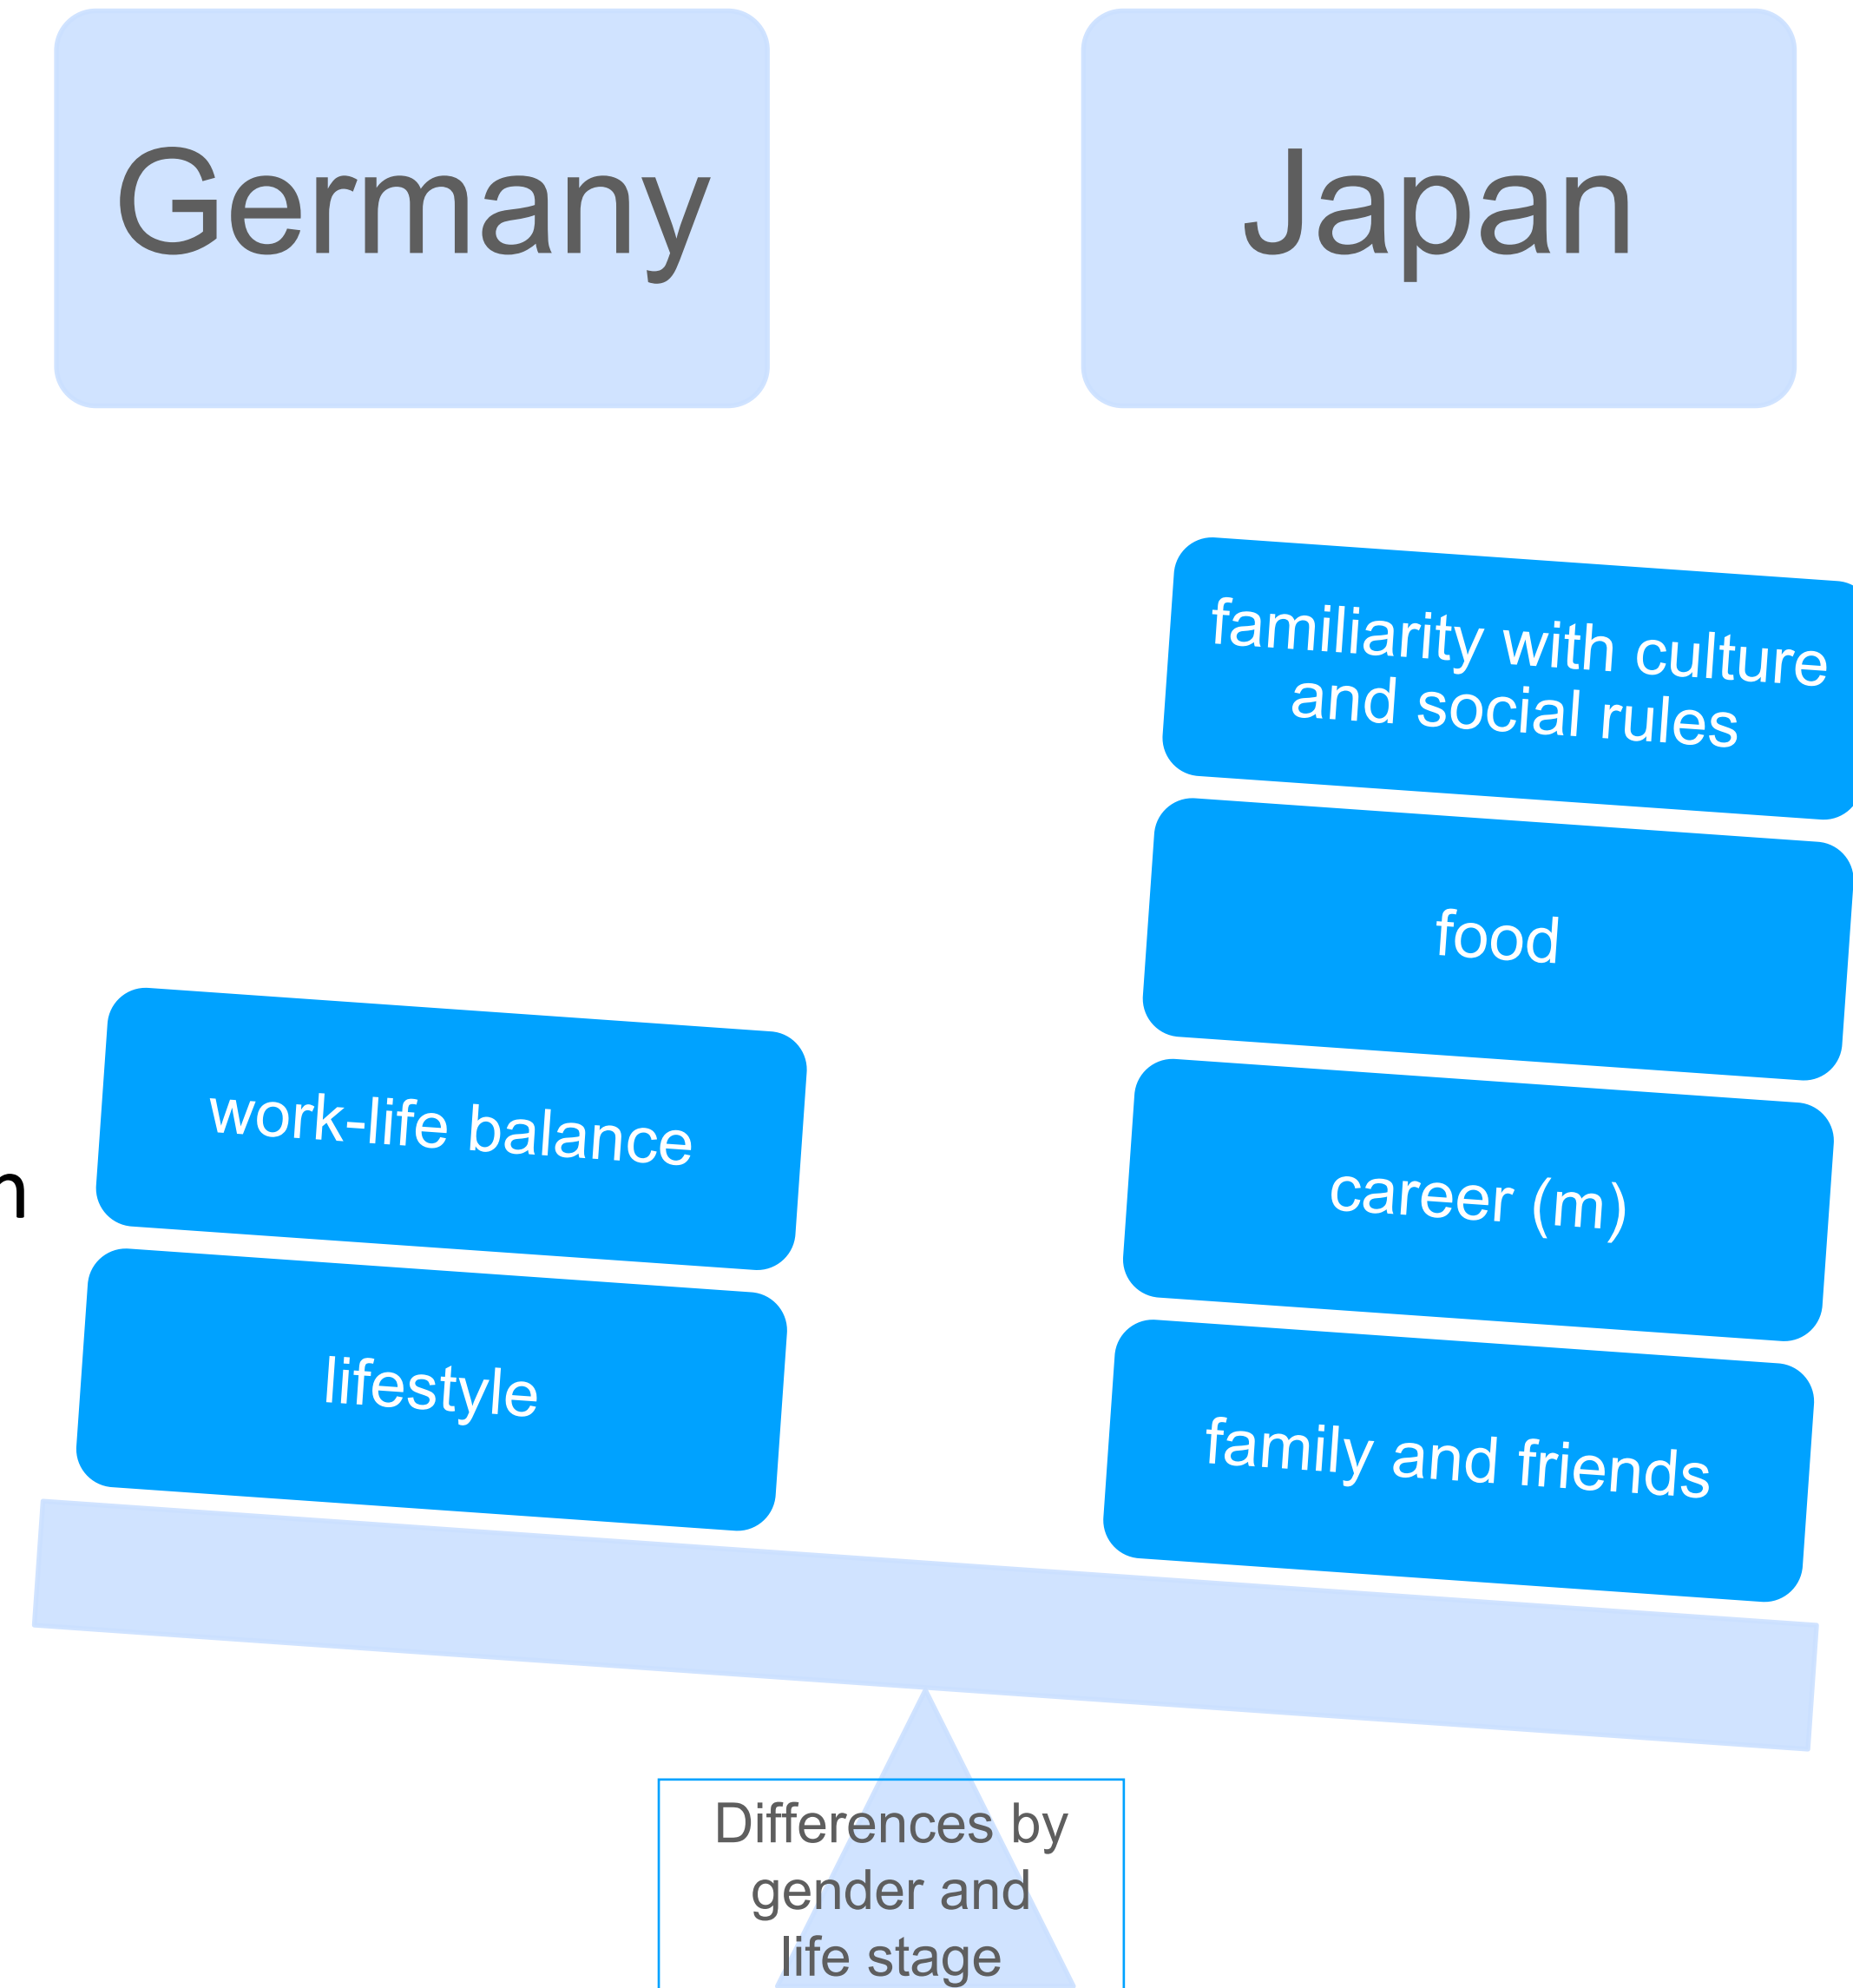 Germany
Japan
familiarity with culture
and social rules
food
work-life balance
career (m)
lifestyle
family and friends
Differences by
gender and
life stage